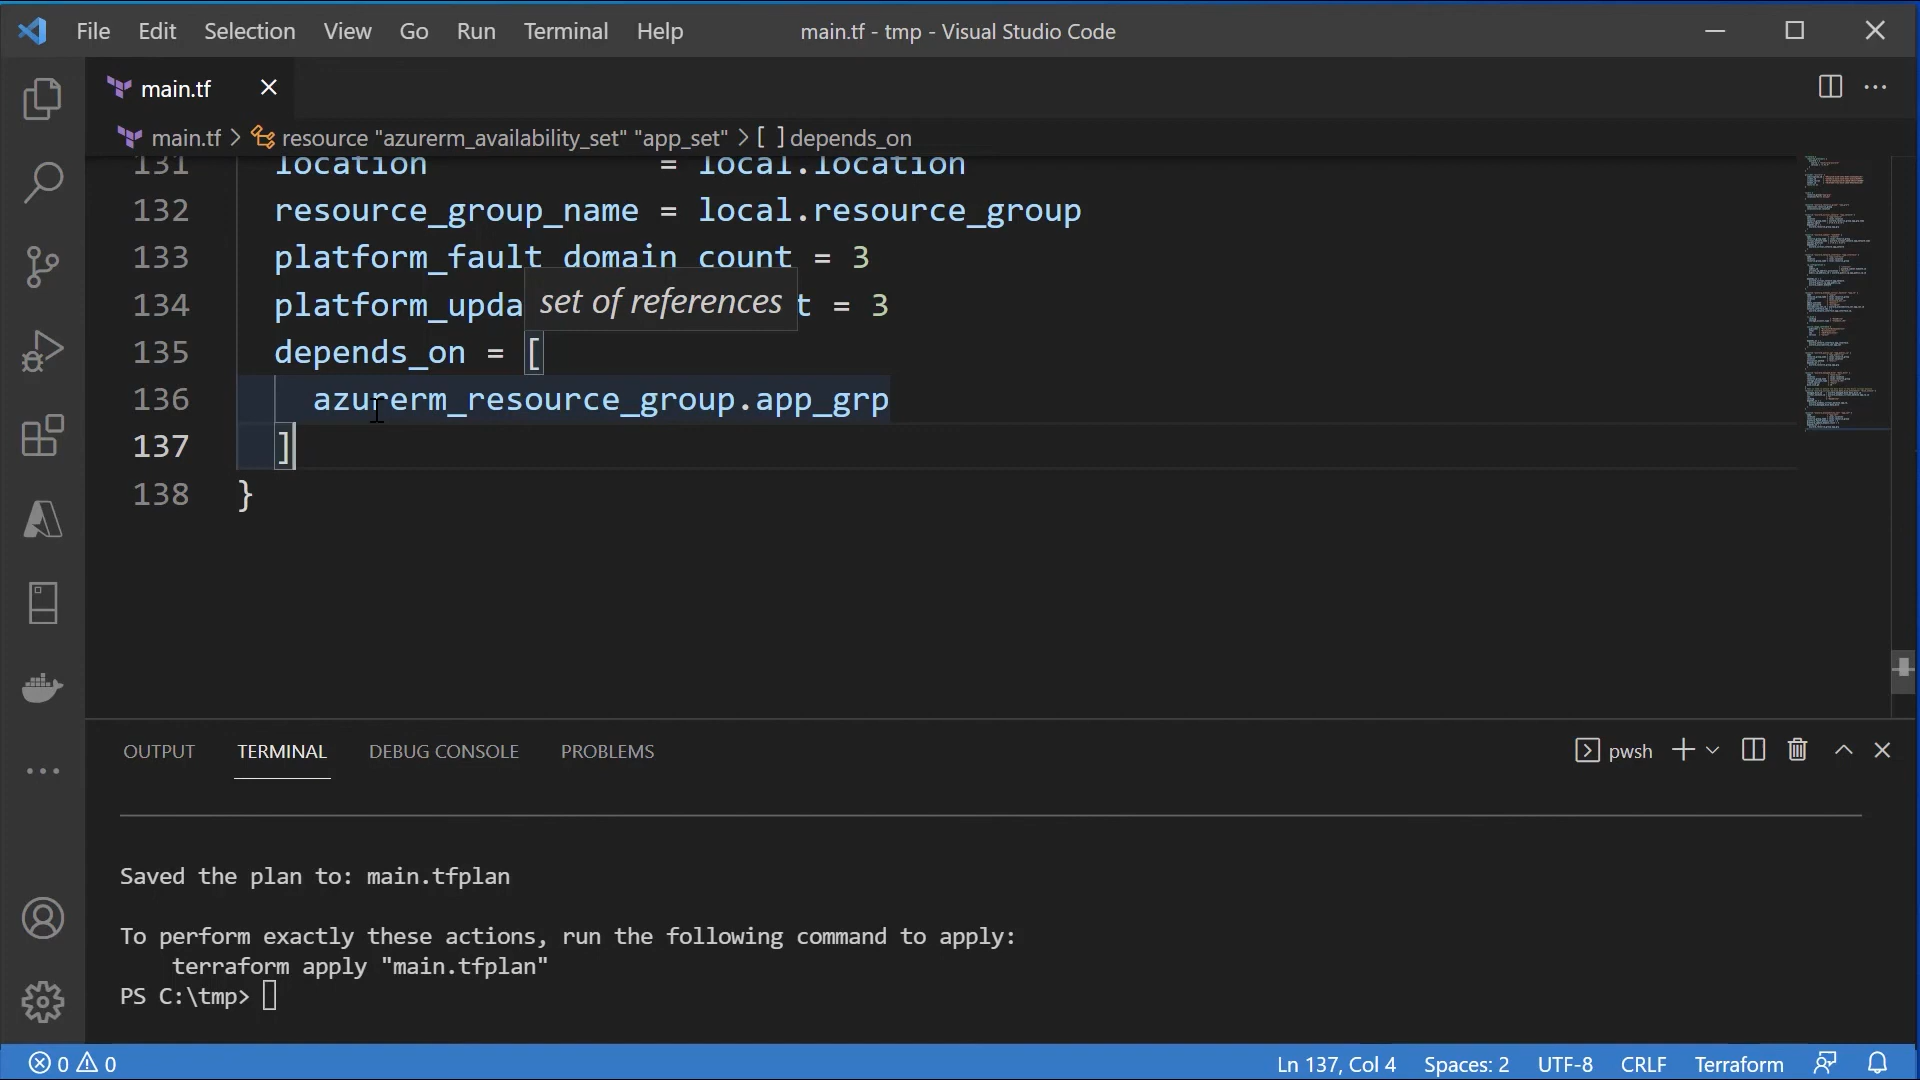 File Edit Selection View Go Run Terminal Help main.tf - tmp - Visual Studio Code
main.tf
main.tf > resource "azurerm_availability_set" "app_set" > [ ] depends_on
131 location = local.location
132 resource_group_name = local.resource_group
133 platform_fault_domain_count = 3
134 platform_upda t = 3
set of references
135 depends_on = [
136 azurerm_resource_group.app_grp
137 ]
138 }
OUTPUT TERMINAL DEBUG CONSOLE PROBLEMS pwsh
Saved the plan to: main.tfplan
To perform exactly these actions, run the following command to apply:
terraform apply "main.tfplan"
PS C:\tmp>
0 0 Ln 137, Col 4 Spaces: 2 UTF-8 CRLF Terraform